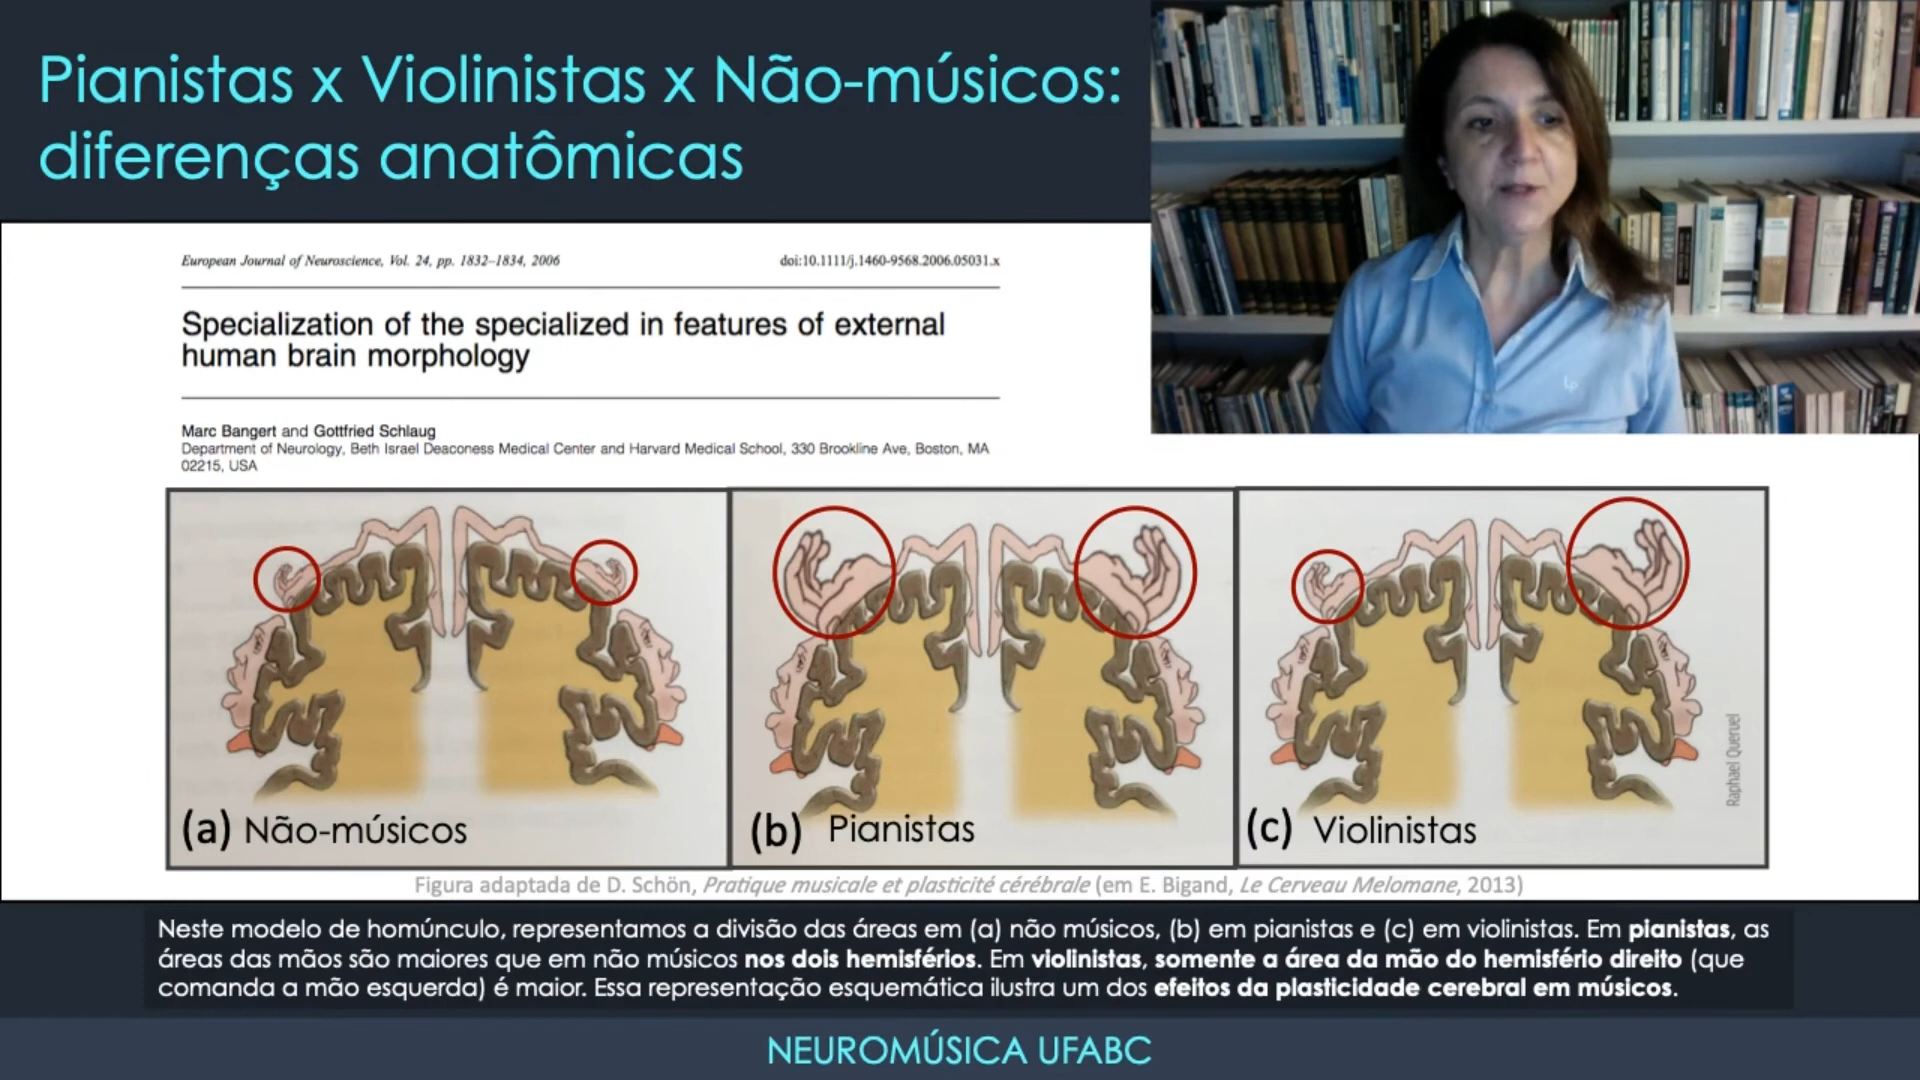 Pianistas x Violinistas x Não-músicos:
diferenças anatômicas
European Journal of Neuroscience, Vol. 24, pp. 1832–1834, 2006
doi:10.1111/j.1460-9568.2006.05031.x
Specialization of the specialized in features of external
human brain morphology
Marc Bangert and Gottfried Schlaug
Department of Neurology, Beth Israel Deaconess Medical Center and Harvard Medical School, 330 Brookline Ave, Boston, MA
02215, USA
(a) Não-músicos
(b) Pianistas
(c) Violinistas
Raphael Queruel
Figura adaptada de D. Schön, Pratique musicale et plasticité cérébrale (em E. Bigand, Le Cerveau Melomane, 2013)
Neste modelo de homúnculo, representamos a divisão das áreas em (a) não músicos, (b) em pianistas e (c) em violinistas. Em pianistas, as
áreas das mãos são maiores que em não músicos nos dois hemisférios. Em violinistas, somente a área da mão do hemisfério direito (que
comanda a mão esquerda) é maior. Essa representação esquemática ilustra um dos efeitos da plasticidade cerebral em músicos.
NEUROMÚSICA UFABC